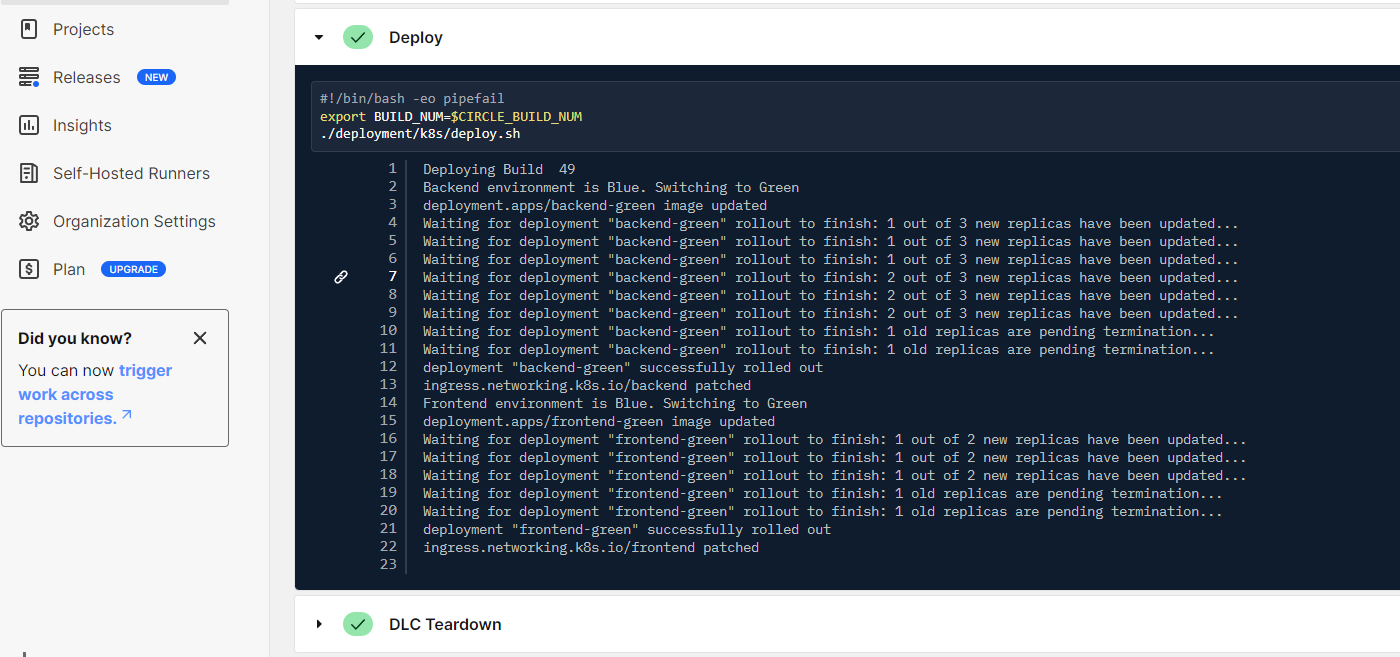 Projects
Releases NEW
Insights
Self-Hosted Runners
Organization Settings
Plan UPGRADE
Did you know?
You can now trigger
work across
repositories.
Deploy
#!/bin/bash -eo pipefail
export BUILD_NUM=$CIRCLE_BUILD_NUM
./deployment/k8s/deploy.sh
1 Deploying Build  49
2 Backend environment is Blue. Switching to Green
3 deployment.apps/backend-green image updated
4 Waiting for deployment "backend-green" rollout to finish: 1 out of 3 new replicas have been updated...
5 Waiting for deployment "backend-green" rollout to finish: 1 out of 3 new replicas have been updated...
6 Waiting for deployment "backend-green" rollout to finish: 1 out of 3 new replicas have been updated...
7 Waiting for deployment "backend-green" rollout to finish: 2 out of 3 new replicas have been updated...
8 Waiting for deployment "backend-green" rollout to finish: 2 out of 3 new replicas have been updated...
9 Waiting for deployment "backend-green" rollout to finish: 2 out of 3 new replicas have been updated...
10 Waiting for deployment "backend-green" rollout to finish: 1 old replicas are pending termination...
11 Waiting for deployment "backend-green" rollout to finish: 1 old replicas are pending termination...
12 deployment "backend-green" successfully rolled out
13 ingress.networking.k8s.io/backend patched
14 Frontend environment is Blue. Switching to Green
15 deployment.apps/frontend-green image updated
16 Waiting for deployment "frontend-green" rollout to finish: 1 out of 2 new replicas have been updated...
17 Waiting for deployment "frontend-green" rollout to finish: 1 out of 2 new replicas have been updated...
18 Waiting for deployment "frontend-green" rollout to finish: 1 out of 2 new replicas have been updated...
19 Waiting for deployment "frontend-green" rollout to finish: 1 old replicas are pending termination...
20 Waiting for deployment "frontend-green" rollout to finish: 1 old replicas are pending termination...
21 deployment "frontend-green" successfully rolled out
22 ingress.networking.k8s.io/frontend patched
23
DLC Teardown